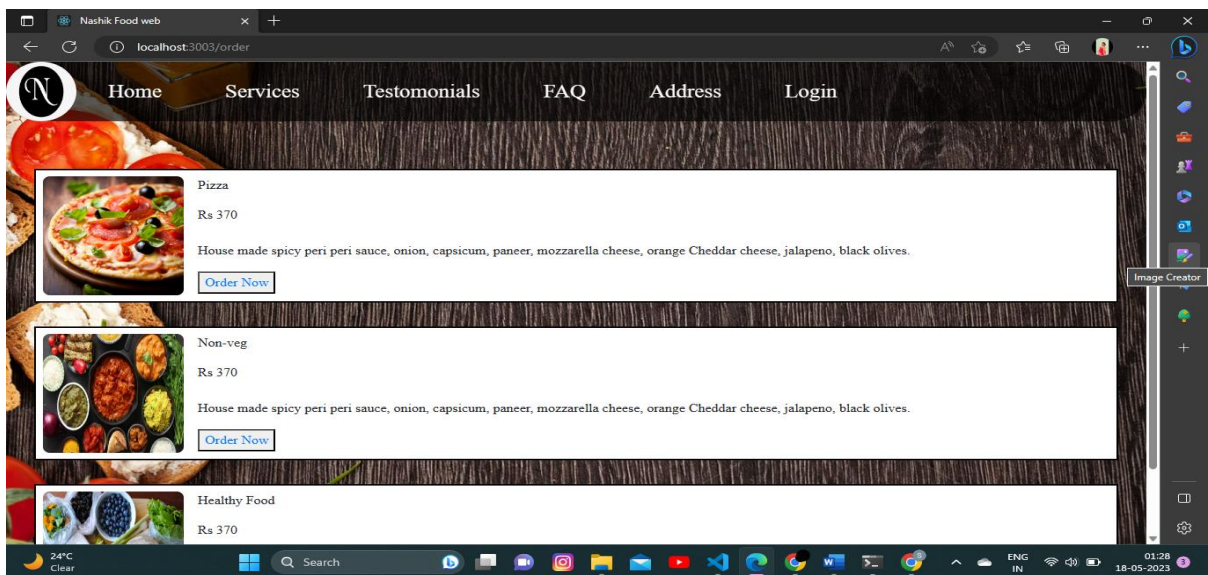 Nashik Food web
localhost:3003/order
N
Home Services Testomonials FAQ Address Login
Pizza
Rs 370
House made spicy peri peri sauce, onion, capsicum, paneer, mozzarella cheese, orange Cheddar cheese, jalapeno, black olives.
Order Now
Image Creator
Non-veg
Rs 370
House made spicy peri peri sauce, onion, capsicum, paneer, mozzarella cheese, orange Cheddar cheese, jalapeno, black olives.
Order Now
Healthy Food
Rs 370
24°C
Clear
Search
ENG
IN
01:28
18-05-2023
3